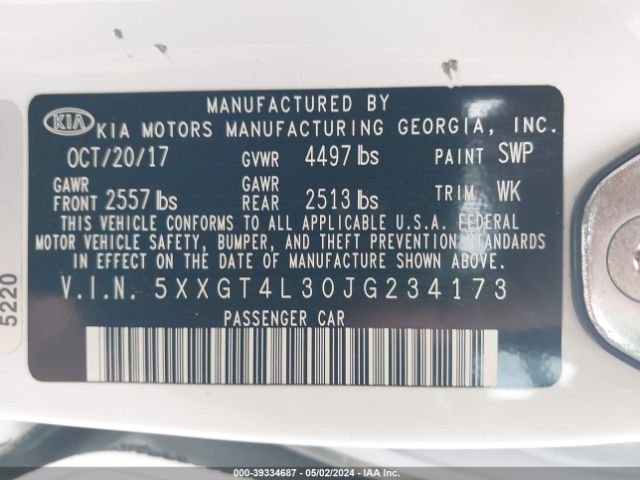 MANUFACTURED BY
KIA KIA MOTORS MANUFACTURING GEORGIA, INC.
OCT/20/17 GVWR 4497 lbs PAINT SWP
GAWR FRONT 2557 lbs GAWR REAR 2513 lbs TRIM WK
THIS VEHICLE CONFORMS TO ALL APPLICABLE U.S.A. FEDERAL
MOTOR VEHICLE SAFETY, BUMPER, AND THEFT PREVENTION STANDARDS
IN EFFECT ON THE DATE OF MANUFACTURE SHOWN ABOVE.
V.I.N. 5XXGT4L30JG234173
PASSENGER CAR
5220
000-39334687 - 05/02/2024 - IAA Holdings, LLC.